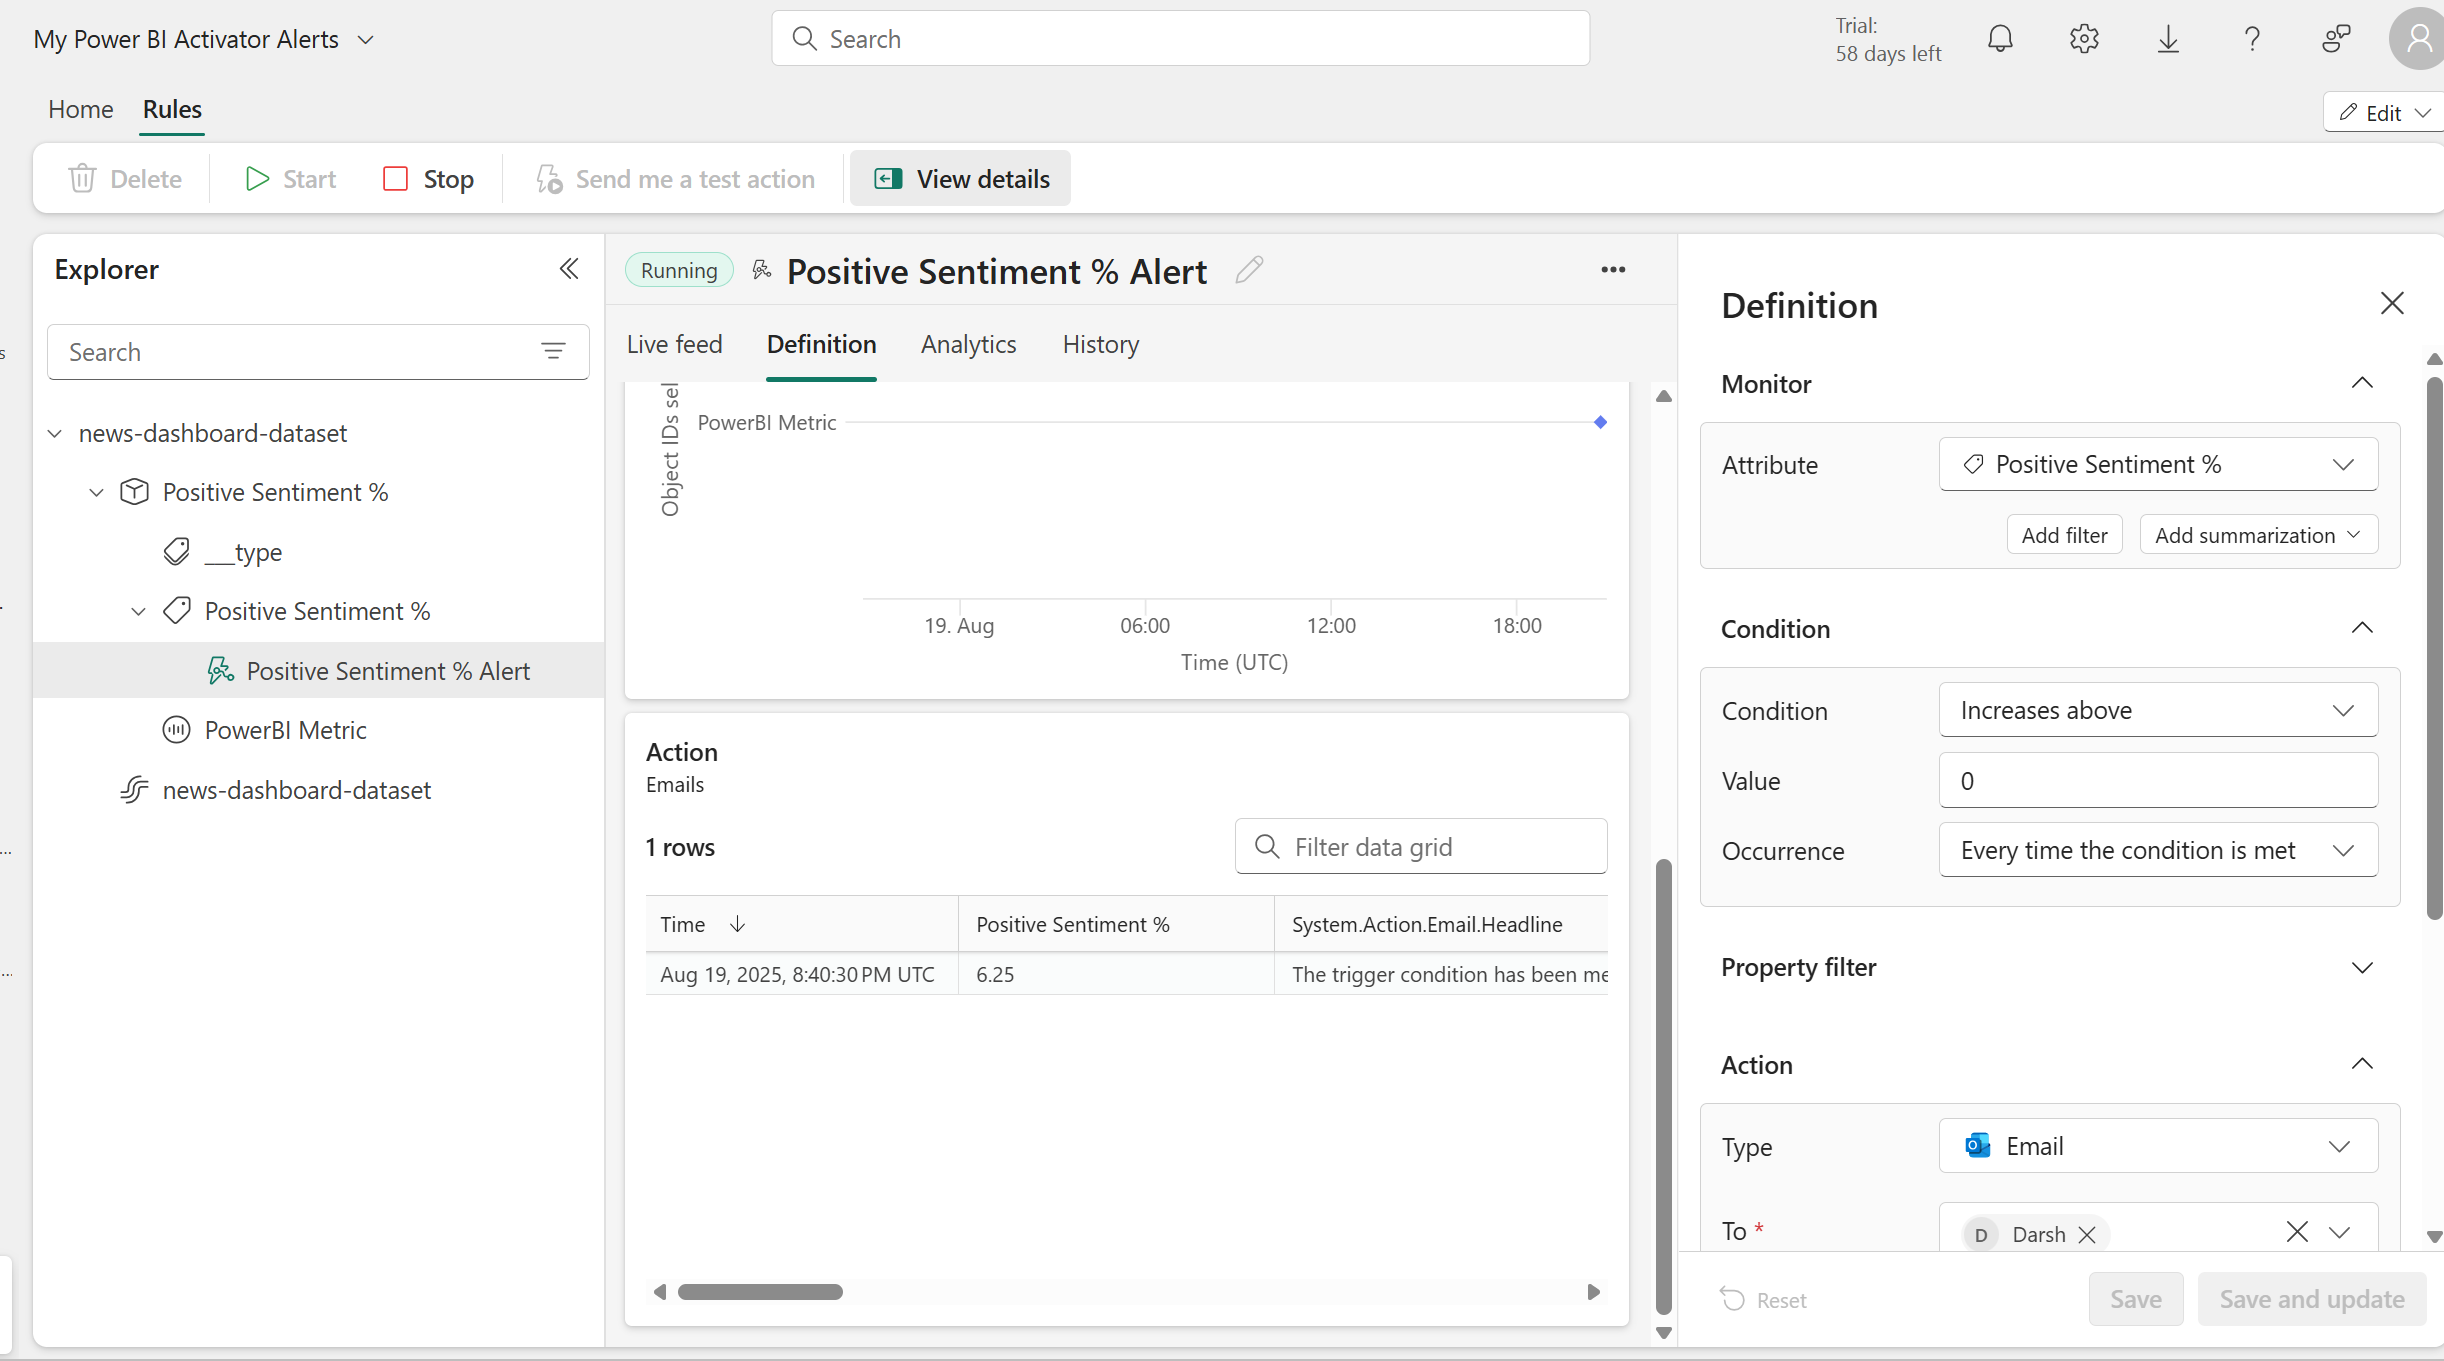 My Power BI Activator Alerts
Search
Trial:
58 days left
Home
Rules
Edit
Delete
Start
Stop
Send me a test action
View details
Explorer
Search
news-dashboard-dataset
Positive Sentiment %
___type
Positive Sentiment %
Positive Sentiment % Alert
PowerBI Metric
news-dashboard-dataset
Running
Positive Sentiment % Alert
Live feed
Definition
Analytics
History
Object IDs sel
PowerBI Metric
19. Aug
06:00
12:00
18:00
Time (UTC)
Action
Emails
1 rows
Filter data grid
Time
Positive Sentiment %
System.Action.Email.Headline
Aug 19, 2025, 8:40:30 PM UTC
6.25
The trigger condition has been me
Definition
Monitor
Attribute
Positive Sentiment %
Add filter
Add summarization
Condition
Condition
Increases above
Value
0
Occurrence
Every time the condition is met
Property filter
Action
Type
Email
To *
D
Darsh
Reset
Save
Save and update